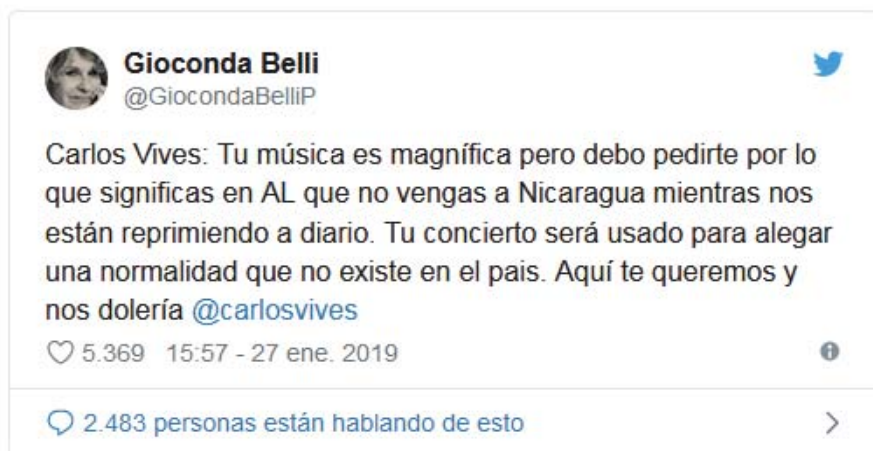 Gioconda Belli
@GiocondaBelliP
Carlos Vives: Tu música es magnífica pero debo pedirte por lo
que significas en AL que no vengas a Nicaragua mientras nos
están reprimiendo a diario. Tu concierto será usado para alegar
una normalidad que no existe en el pais. Aquí te queremos y
nos dolería @carlosvives
5.369 15:57 - 27 ene. 2019
2.483 personas están hablando de esto